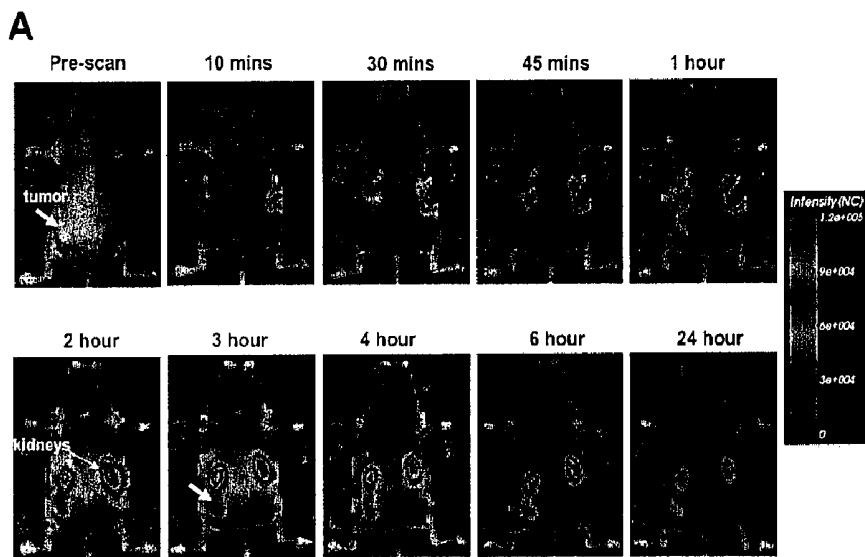 A
Pre-scan
10 mins
30 mins
45 mins
1 hour
tumor
Intensity (NC)
1.2e+005
9e+004
6e+004
3e+004
0
2 hour
3 hour
4 hour
6 hour
24 hour
kidneys